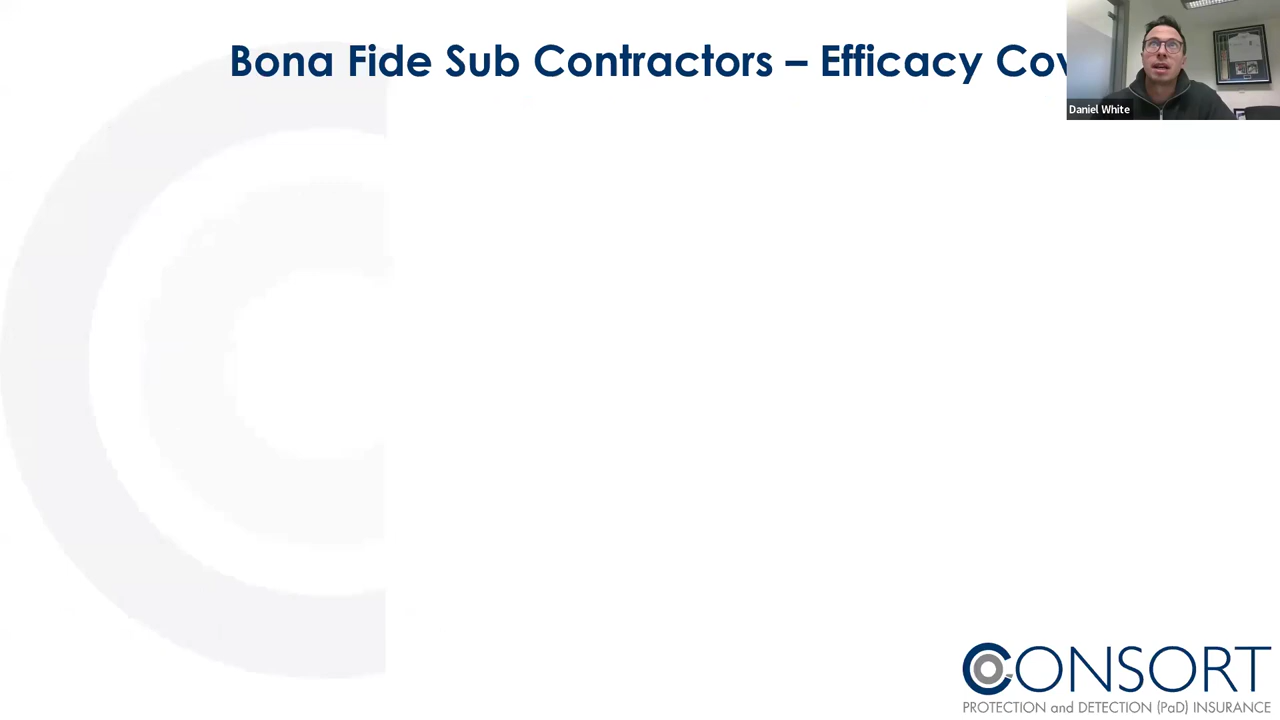 Bona Fide Sub Contractors – Efficacy Cov
Daniel White
CONSORT
PROTECTION and DETECTION (PaD) INSURANCE